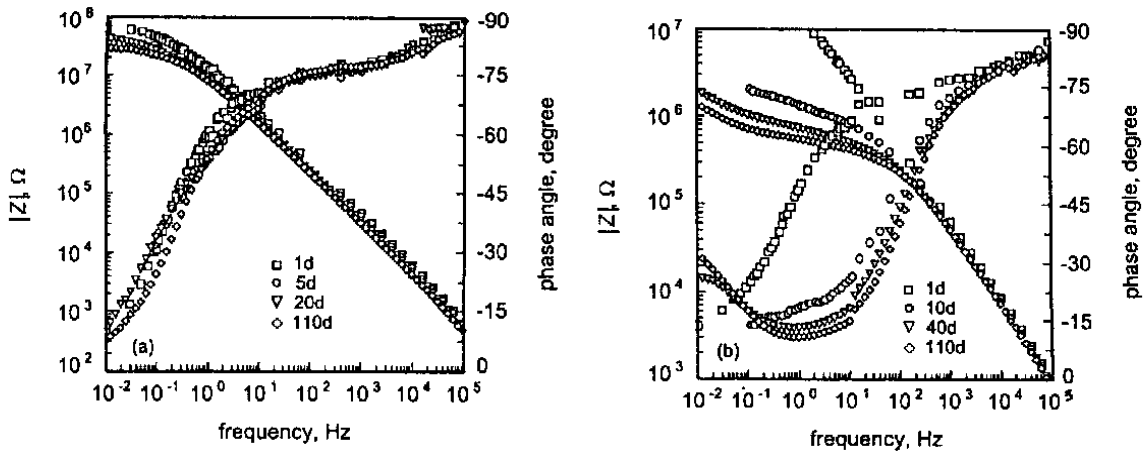 10^8
10^7
10^6
10^5
10^4
10^3
10^2
|Z|, Ω
-90
-75
-60
-45
-30
-15
0
phase angle, degree
□ 1d
○ 5d
▽ 20d
◇ 110d
(a)
10^-2 10^-1 10^0 10^1 10^2 10^3 10^4 10^5
frequency, Hz
10^7
10^6
10^5
10^4
10^3
|Z|, Ω
-90
-75
-60
-45
-30
-15
0
phase angle, degree
□ 1d
○ 10d
▽ 40d
◇ 110d
(b)
10^-2 10^-1 10^0 10^1 10^2 10^3 10^4 10^5
frequency, Hz